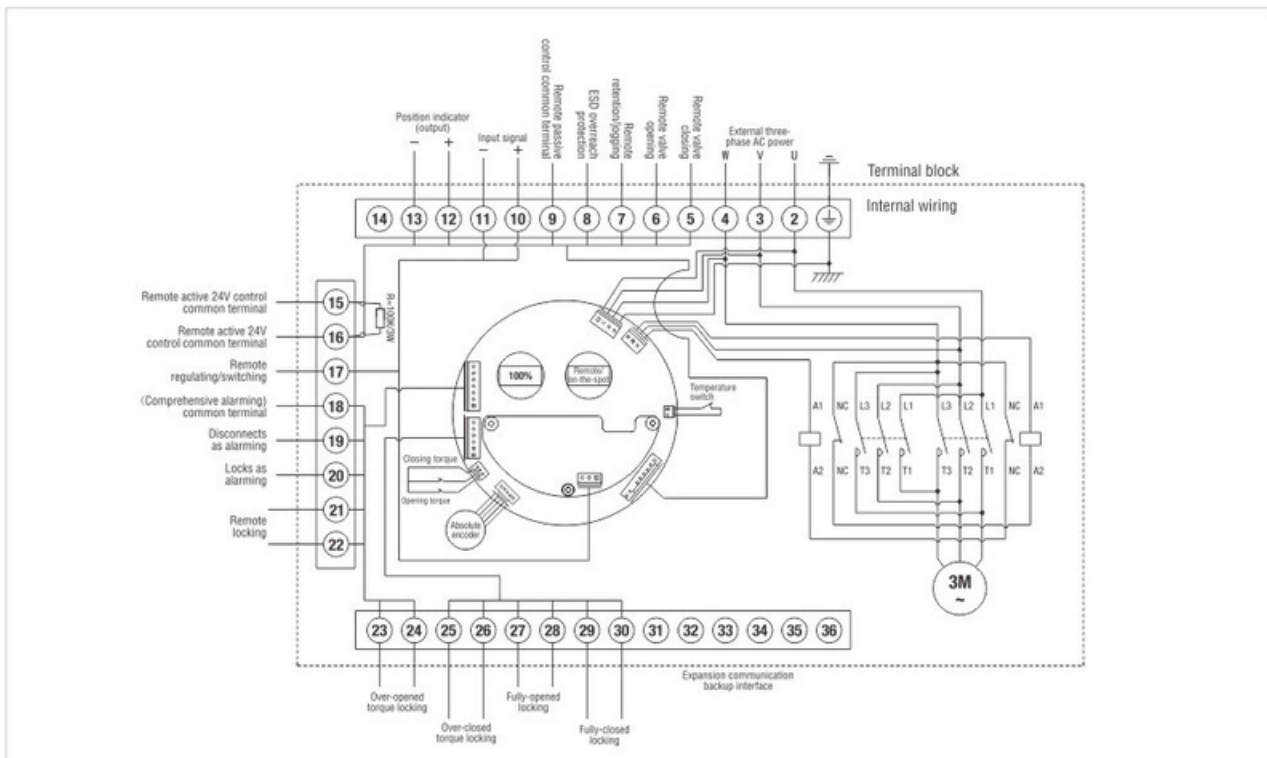 Position indicator
(output)
−
+
Input signal
−
+
Remote passive
control common terminal
ESD overreach
protection
Remote
retention/jogging
Remote valve
opening
Remote valve
closing
External three-
phase AC power
W
V
U
Terminal block
Internal wiring
14
13
12
11
10
9
8
7
6
5
4
3
2
Remote active 24V control
common terminal
15
Remote active 24V
control common terminal
16
R=100K/3W
Remote
regulating/switching
17
(Comprehensive alarming)
common terminal
18
Disconnects
as alarming
19
Locks as
alarming
20
21
Remote
locking
22
100%
Remote/
on-the-spot
Temperature
switch
Closing torque
Opening torque
Absolute
encoder
A1
NC
L3
L2
L1
L3
L2
L1
NC
A1
A2
NC
T3
T2
T1
T3
T2
T1
NC
A2
3M
~
23
24
25
26
27
28
29
30
31
32
33
34
35
36
Expansion communication
backup interface
Over-opened
torque locking
Over-closed
torque locking
Fully-opened
locking
Fully-closed
locking